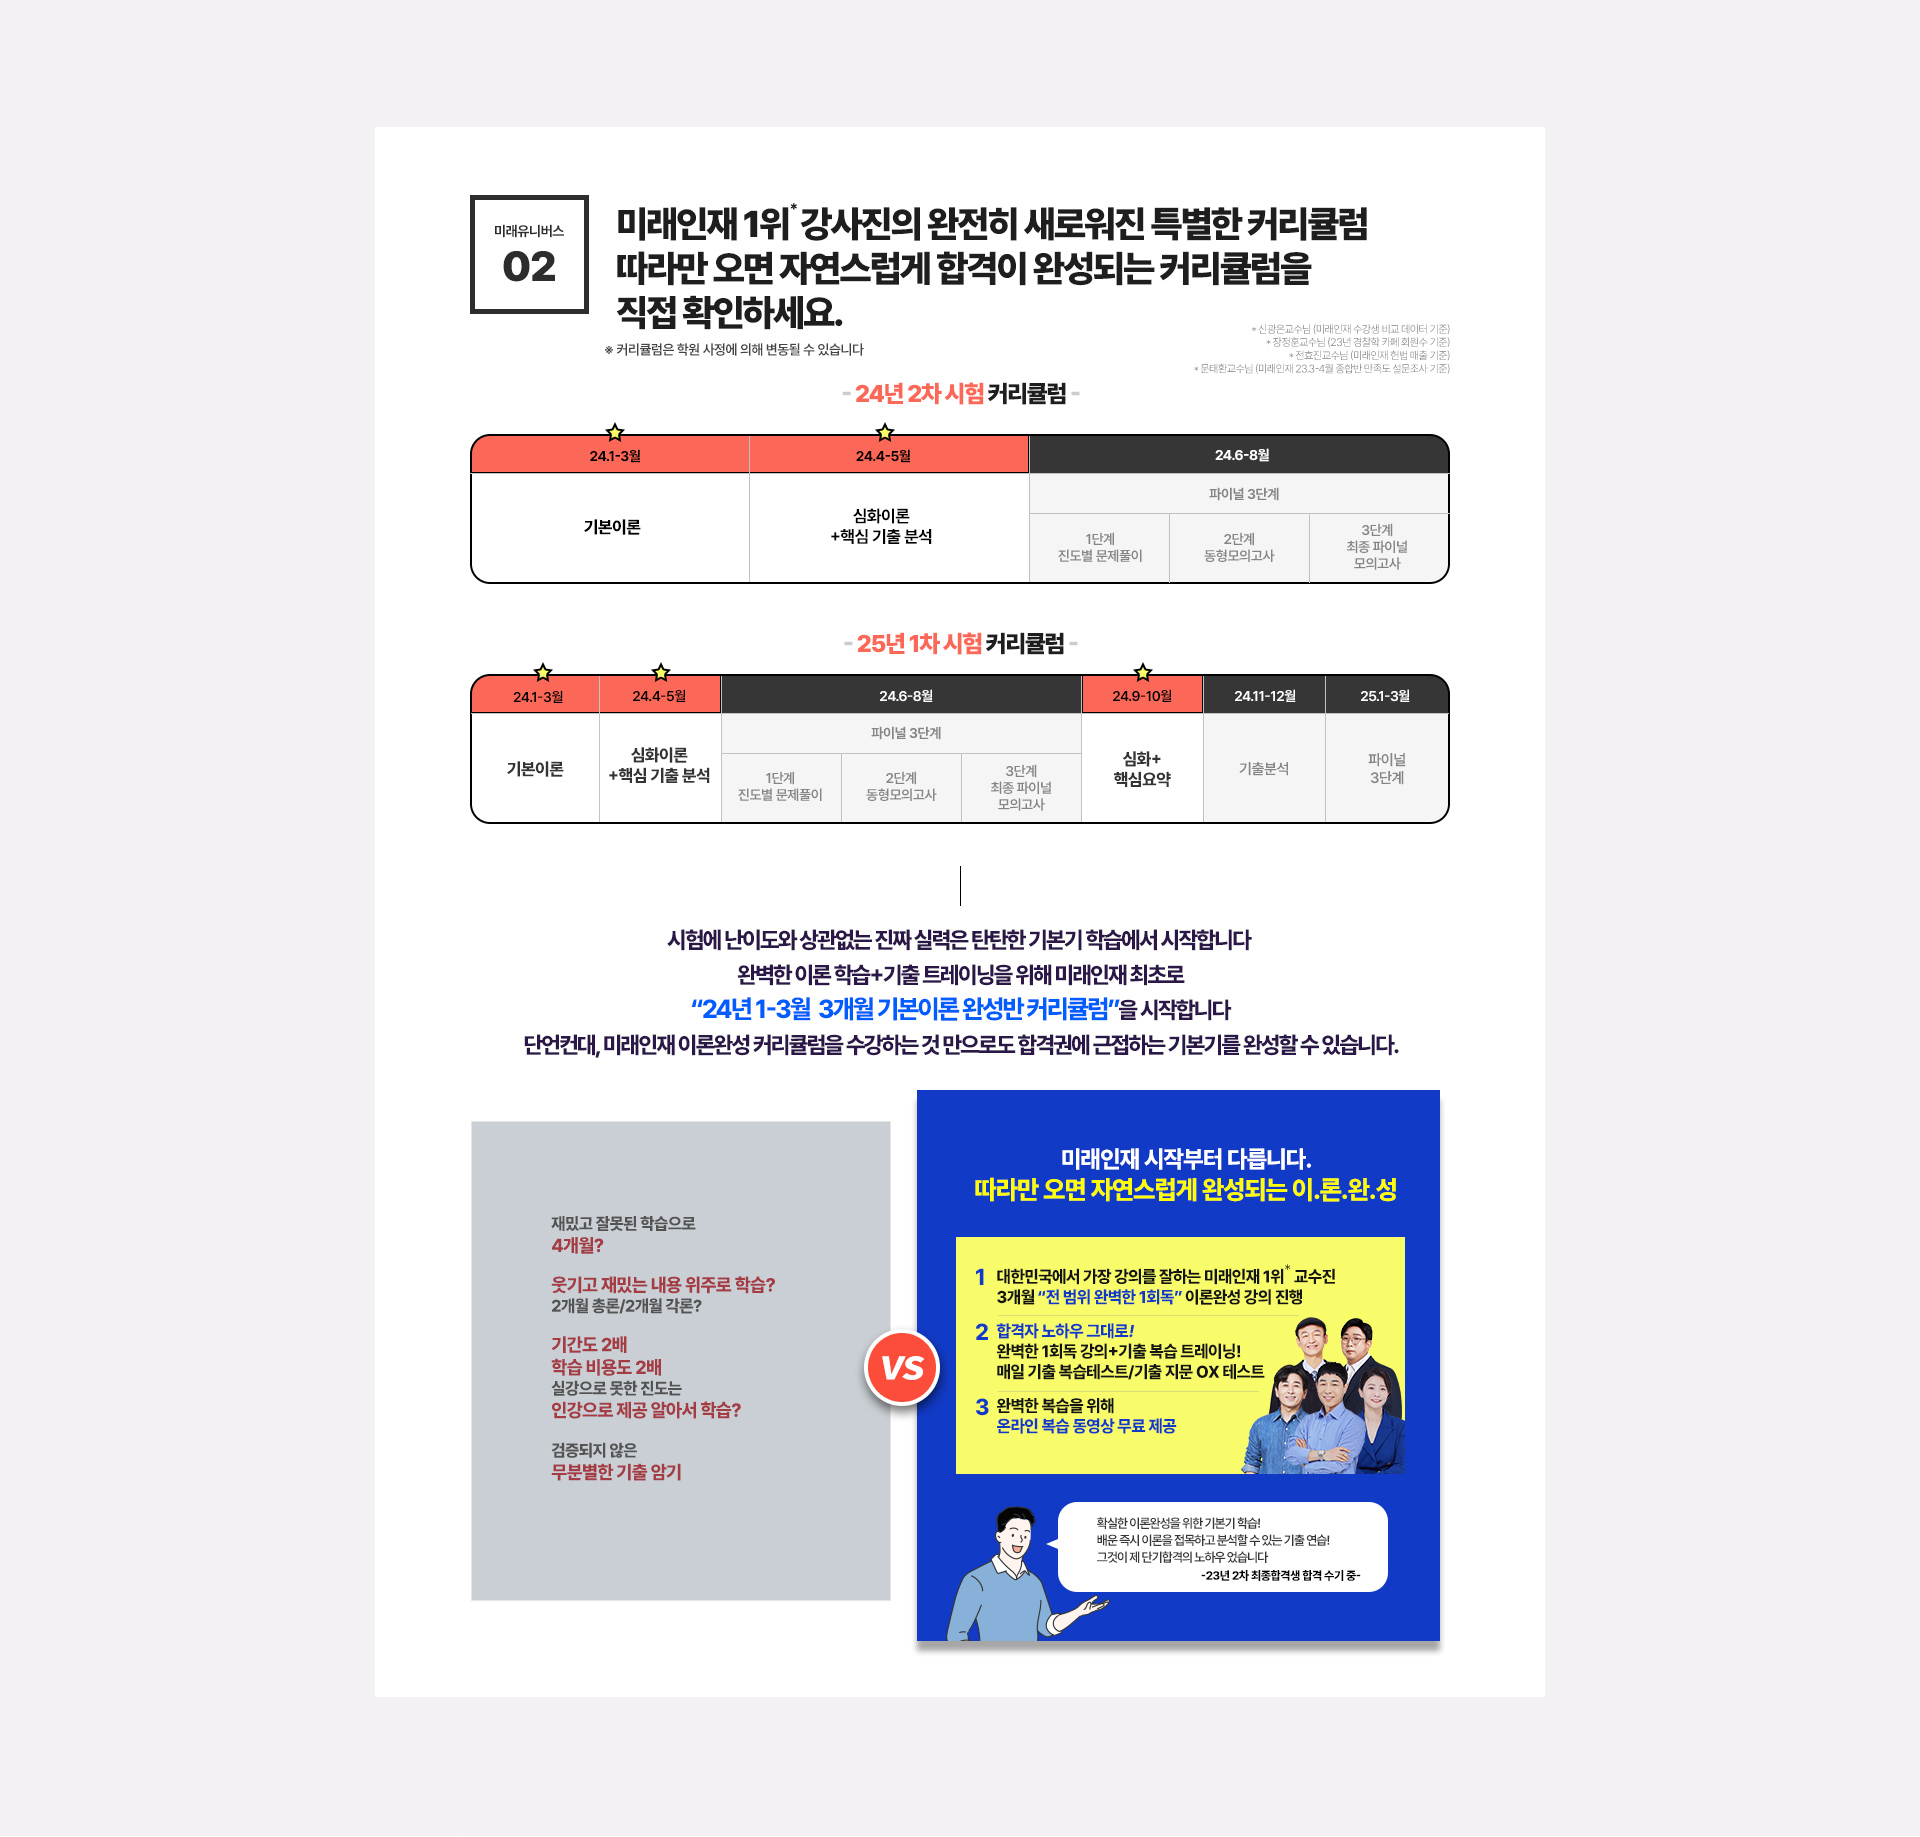 미래유니버스
02
미래인재 1위* 강사진의 완전히 새로워진 특별한 커리큘럼
따라만 오면 자연스럽게 합격이 완성되는 커리큘럼을
직접 확인하세요.
※ 커리큘럼은 학원 사정에 의해 변동될 수 있습니다
* 신광은교수님 (미래인재 수강생 비교 데이터 기준)
* 장정훈교수님 (23년 경찰학 카페 회원수 기준)
* 전효진교수님 (미래인재 헌법 매출 기준)
* 문태환교수님 (미래인재 23.3-4월 종합반 만족도 설문조사 기준)
- 24년 2차 시험 커리큘럼 -
24.1-3월
24.4-5월
24.6-8월
기본이론
심화이론
+핵심 기출 분석
파이널 3단계
1단계
진도별 문제풀이
2단계
동형모의고사
3단계
최종 파이널
모의고사
- 25년 1차 시험 커리큘럼 -
24.1-3월
24.4-5월
24.6-8월
24.9-10월
24.11-12월
25.1-3월
기본이론
심화이론
+핵심 기출 분석
파이널 3단계
1단계
진도별 문제풀이
2단계
동형모의고사
3단계
최종 파이널
모의고사
심화+
핵심요약
기출분석
파이널
3단계
시험에 난이도와 상관없는 진짜 실력은 탄탄한 기본기 학습에서 시작합니다
완벽한 이론 학습+기출 트레이닝을 위해 미래인재 최초로
“24년 1-3월 3개월 기본이론 완성반 커리큘럼”을 시작합니다
단언컨대, 미래인재 이론완성 커리큘럼을 수강하는 것 만으로도 합격권에 근접하는 기본기를 완성할 수 있습니다.
재밌고 잘못된 학습으로
4개월?
웃기고 재밌는 내용 위주로 학습?
2개월 총론/2개월 각론?
기간도 2배
학습 비용도 2배
실강으로 못한 진도는
인강으로 제공 알아서 학습?
검증되지 않은
무분별한 기출 암기
VS
미래인재 시작부터 다릅니다.
따라만 오면 자연스럽게 완성되는 이.론.완.성
1 대한민국에서 가장 강의를 잘하는 미래인재 1위* 교수진
3개월 “전 범위 완벽한 1회독” 이론완성 강의 진행
2 합격자 노하우 그대로!
완벽한 1회독 강의+기출 복습 트레이닝!
매일 기출 복습테스트/기출 지문 OX 테스트
3 완벽한 복습을 위해
온라인 복습 동영상 무료 제공
확실한 이론완성을 위한 기본기 학습!
배운 즉시 이론을 접목하고 분석할 수 있는 기출 연습!
그것이 제 단기합격의 노하우 었습니다
-23년 2차 최종합격생 합격 수기 중-